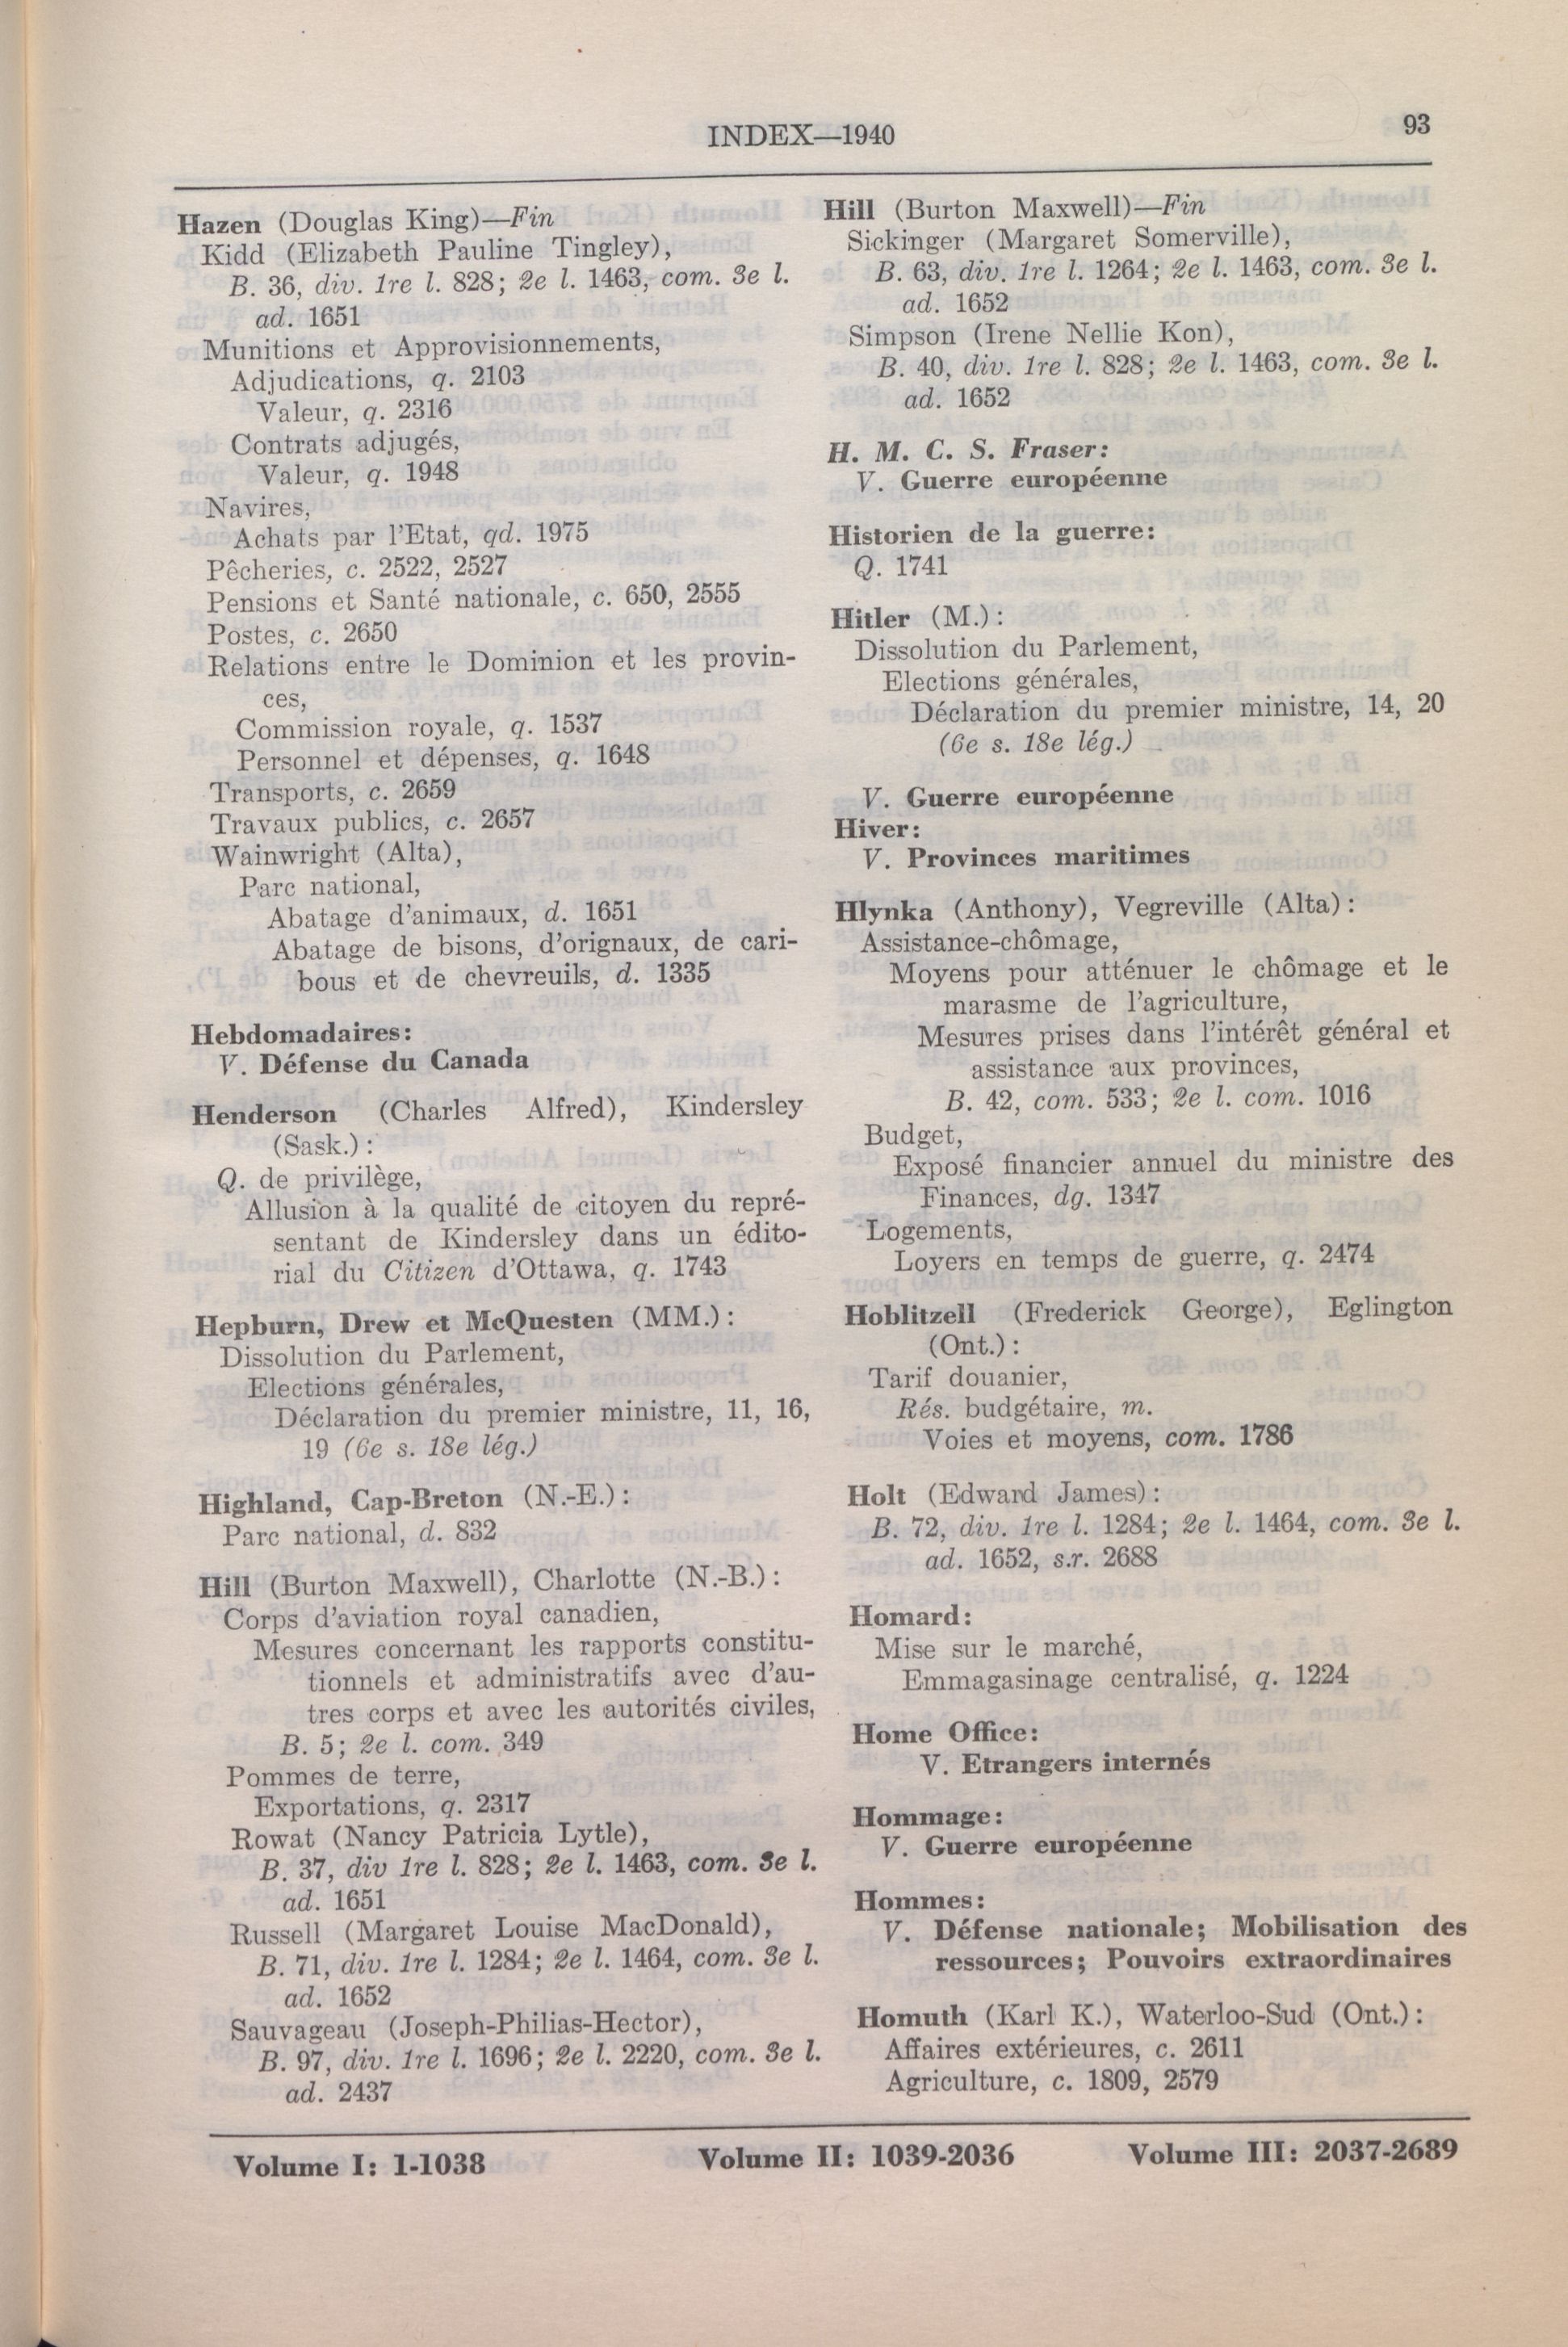 INDEX—1940
93
Hazen (Douglas King)—Fin
Kidd (Elizabeth Pauline Tingley),
B. 36, div. 1re l. 828; 2e l. 1463, com. 3e l.
ad. 1651
Munitions et Approvisionnements,
Adjudications, q. 2103
Valeur, q. 2316
Contrats adjugés,
Valeur, q. 1948
Navires,
Achats par l'Etat, qd. 1975
Pêcheries, c. 2522, 2527
Pensions et Santé nationale, c. 650, 2555
Postes, c. 2650
Relations entre le Dominion et les provin-
ces,
Commission royale, q. 1537
Personnel et dépenses, q. 1648
Transports, c. 2659
Travaux publics, c. 2657
Wainwright (Alta),
Parc national,
Abatage d'animaux, d. 1651
Abatage de bisons, d'orignaux, de cari-
bous et de chevreuils, d. 1335
Hebdomadaires:
V. Défense du Canada
Henderson (Charles Alfred), Kindersley
(Sask.):
Q. de privilège,
Allusion à la qualité de citoyen du repré-
sentant de Kindersley dans un édito-
rial du Citizen d'Ottawa, q. 1743
Hepburn, Drew et McQuesten (MM.):
Dissolution du Parlement,
Elections générales,
Déclaration du premier ministre, 11, 16,
19 (6e s. 18e lég.)
Highland, Cap-Breton (N.-E.):
Parc national, d. 832
Hill (Burton Maxwell), Charlotte (N.-B.):
Corps d'aviation royal canadien,
Mesures concernant les rapports constitu-
tionnels et administratifs avec d'au-
tres corps et avec les autorités civiles,
B. 5; 2e l. com. 349
Pommes de terre,
Exportations, q. 2317
Rowat (Nancy Patricia Lytle),
B. 37, div 1re l. 828; 2e l. 1463, com. 3e l.
ad. 1651
Russell (Margaret Louise MacDonald),
B. 71, div. 1re l. 1284; 2e l. 1464, com. 3e l.
ad. 1652
Sauvageau (Joseph-Philias-Hector),
B. 97, div. 1re l. 1696; 2e l. 2220, com. 3e l.
ad. 2437
Hill (Burton Maxwell)—Fin
Sickinger (Margaret Somerville),
B. 63, div. 1re l. 1264; 2e l. 1463, com. 3e l.
ad. 1652
Simpson (Irene Nellie Kon),
B. 40, div. 1re l. 828; 2e l. 1463, com. 3e l.
ad. 1652
H. M. C. S. Fraser:
V. Guerre européenne
Historien de la guerre:
Q. 1741
Hitler (M.):
Dissolution du Parlement,
Elections générales,
Déclaration du premier ministre, 14, 20
(6e s. 18e lég.)
V. Guerre européenne
Hiver:
V. Provinces maritimes
Hlynka (Anthony), Vegreville (Alta):
Assistance-chômage,
Moyens pour atténuer le chômage et le
marasme de l'agriculture,
Mesures prises dans l'intérêt général et
assistance aux provinces,
B. 42, com. 533; 2e l. com. 1016
Budget,
Exposé financier annuel du ministre des
Finances, dg. 1347
Logements,
Loyers en temps de guerre, q. 2474
Hoblitzell (Frederick George), Eglington
(Ont.):
Tarif douanier,
Rés. budgétaire, m.
Voies et moyens, com. 1786
Holt (Edward James):
B. 72, div. 1re l. 1284; 2e l. 1464, com. 3e l.
ad. 1652, s.r. 2688
Homard:
Mise sur le marché,
Emmagasinage centralisé, q. 1224
Home Office:
V. Etrangers internés
Hommage:
V. Guerre européenne
Hommes:
V. Défense nationale; Mobilisation des
ressources; Pouvoirs extraordinaires
Homuth (Karl K.), Waterloo-Sud (Ont.):
Affaires extérieures, c. 2611
Agriculture, c. 1809, 2579
Volume I: 1-1038
Volume II: 1039-2036
Volume III: 2037-2689